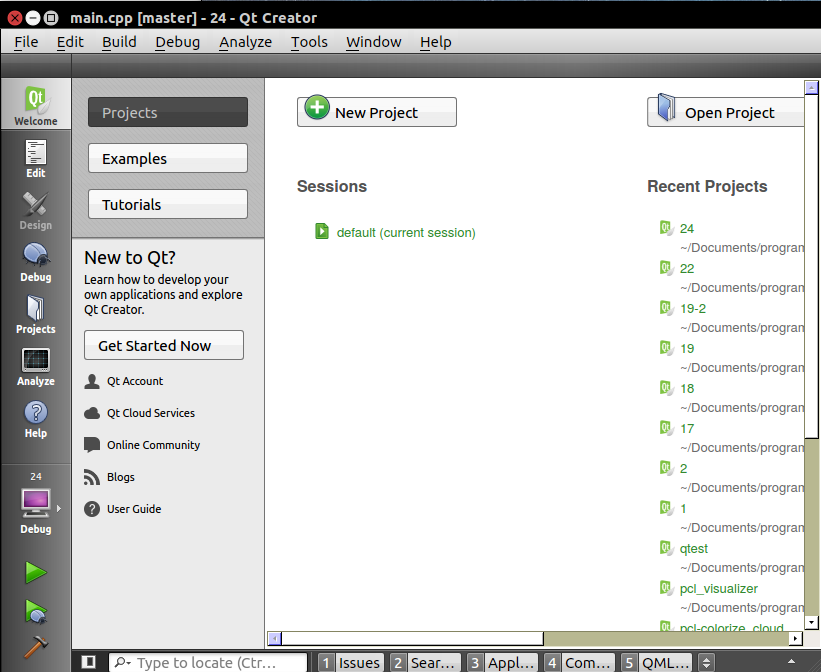 main.cpp [master] - 24 - Qt Creator
File Edit Build Debug Analyze Tools Window Help
Qt
Welcome
Edit
Design
Debug
Projects
Analyze
?
Help
24
Debug
Projects
Examples
Tutorials
New to Qt?
Learn how to develop your
own applications and explore
Qt Creator.
Get Started Now
Qt Account
Qt Cloud Services
Online Community
Blogs
? User Guide
New Project
Open Project
Sessions
default (current session)
Recent Projects
24
~/Documents/program
22
~/Documents/program
19-2
~/Documents/program
19
~/Documents/program
18
~/Documents/program
17
~/Documents/program
2
~/Documents/program
1
~/Documents/program
qtest
~/Documents/program
pcl_visualizer
~/Documents/program
pcl-colorize_cloud
Type to locate (Ctr...
1 Issues
2 Sear...
3 Appl...
4 Com...
5 QML...